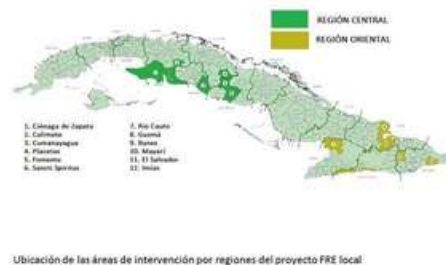 REGIÓN CENTRAL
REGIÓN ORIENTAL
1. Ciénaga de Zapata
2. Calimete
3. Cumanayagua
4. Placetas
5. Fomento
6. Sancti Spíritus
7. Río Cauto
8. Guamá
9. Banes
10. Mayarí
11. El Salvador
12. Imías
Ubicación de las áreas de intervención por regiones del proyecto FRE local